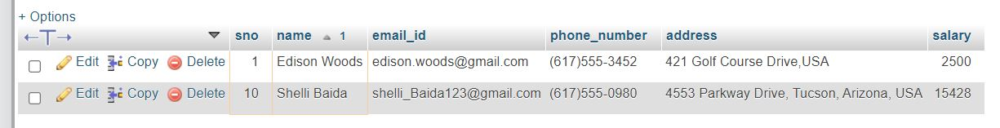 + Options
sno name 1 email_id phone_number address salary
Edit Copy Delete 1 Edison Woods edison.woods@gmail.com (617)555-3452 421 Golf Course Drive,USA 2500
Edit Copy Delete 10 Shelli Baida shelli_Baida123@gmail.com (617)555-0980 4553 Parkway Drive, Tucson, Arizona, USA 15428